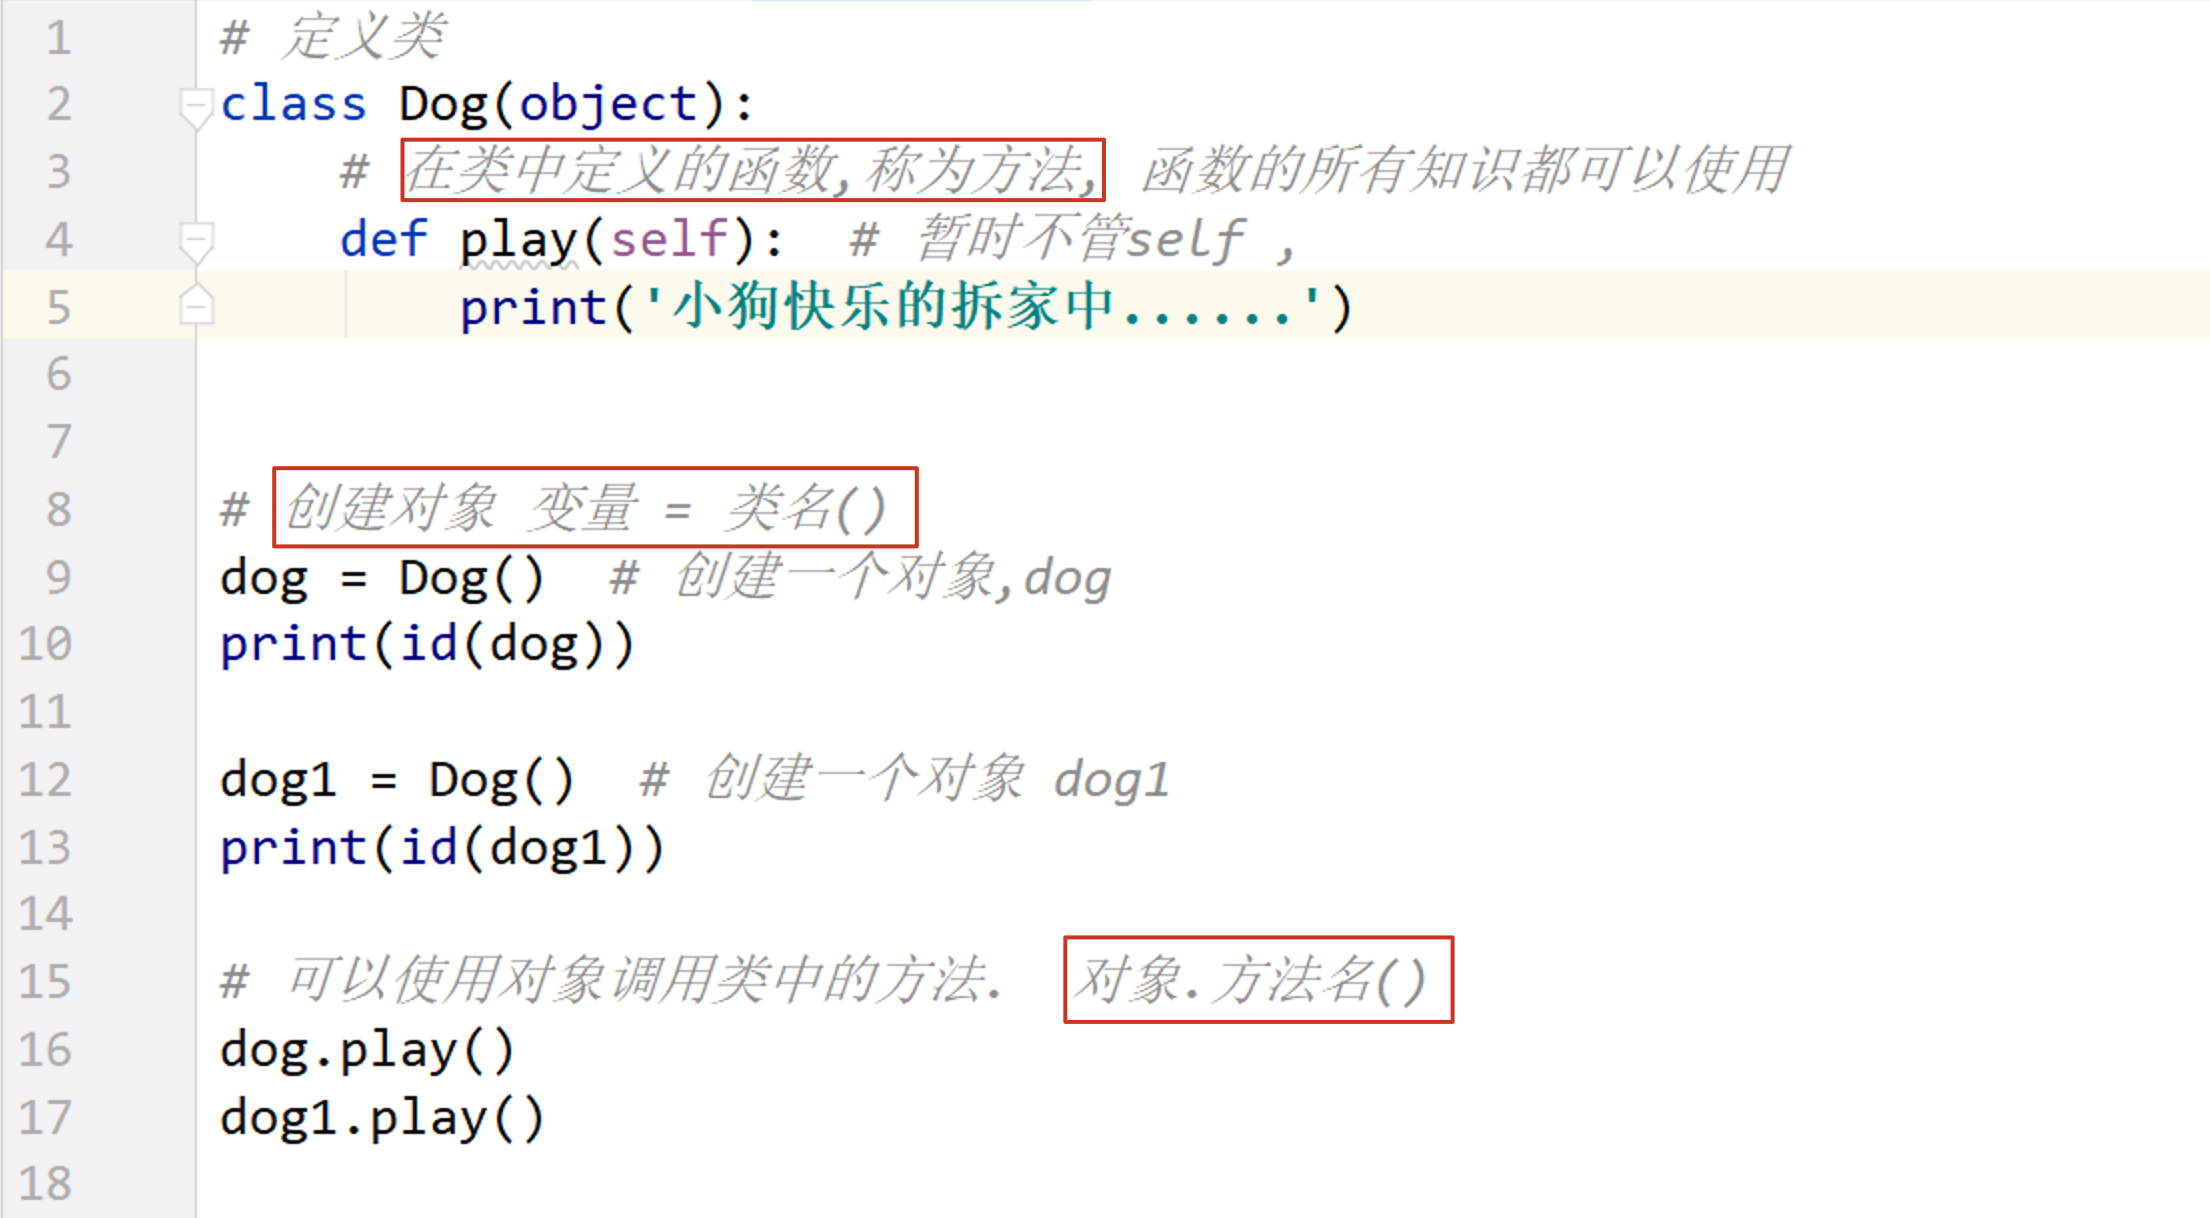 1 # 定义类
2 class Dog(object):
3 # 在类中定义的函数,称为方法, 函数的所有知识都可以使用
4 def play(self): # 暂时不管self ,
5 print('小狗快乐的拆家中......')
6
7
8 # 创建对象 变量 = 类名()
9 dog = Dog() # 创建一个对象,dog
10 print(id(dog))
11
12 dog1 = Dog() # 创建一个对象 dog1
13 print(id(dog1))
14
15 # 可以使用对象调用类中的方法. 对象.方法名()
16 dog.play()
17 dog1.play()
18